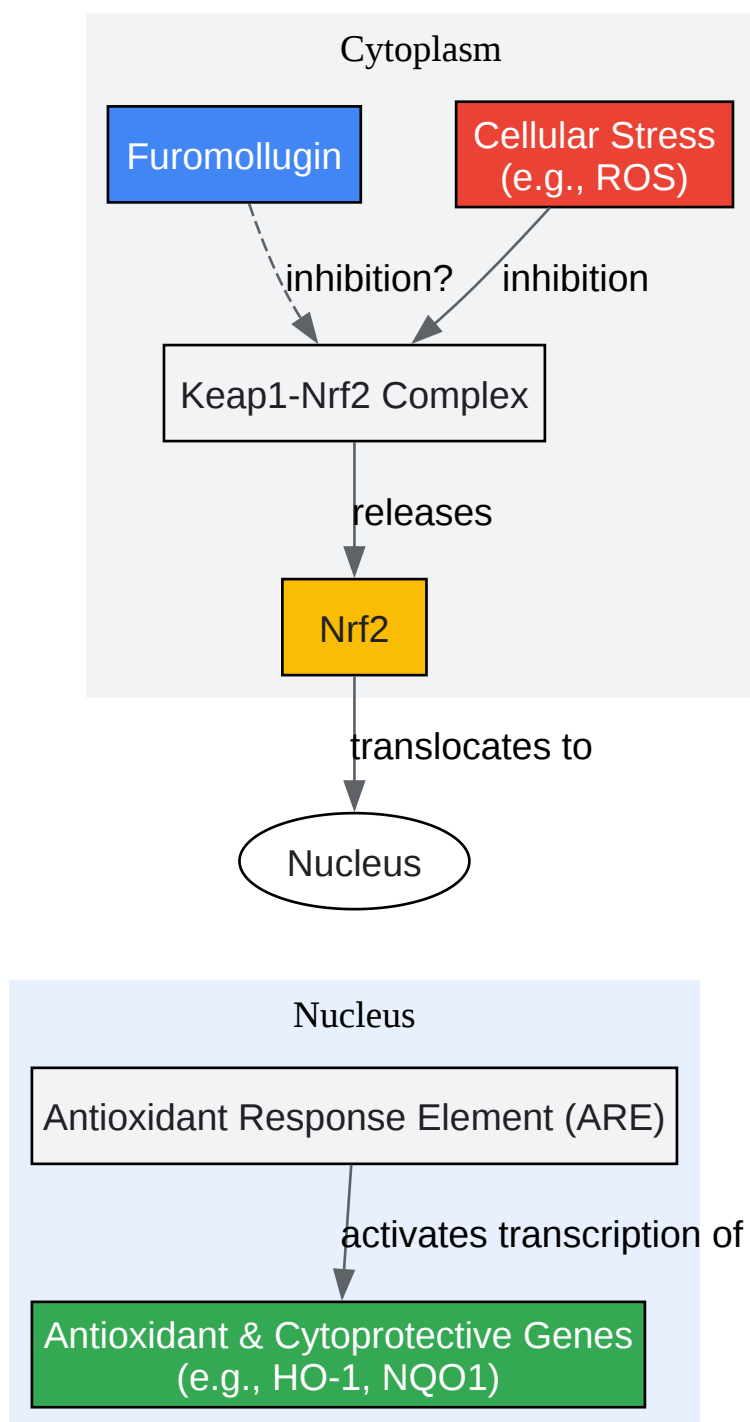 Cytoplasm
Furomollugin
Cellular Stress
(e.g., ROS)
inhibition?
inhibition
Keap1-Nrf2 Complex
releases
Nrf2
translocates to
Nucleus
Nucleus
Antioxidant Response Element (ARE)
activates transcription of
Antioxidant & Cytoprotective Genes
(e.g., HO-1, NQO1)